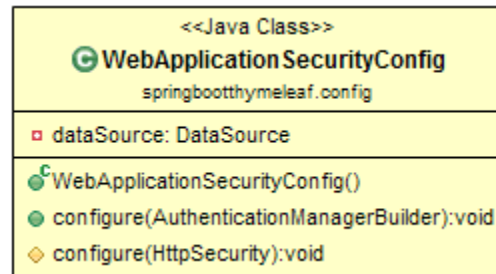 <<Java Class>>
WebApplicationSecurityConfig
springbootthymeleaf.config
dataSource: DataSource
WebApplicationSecurityConfig()
configure(AuthenticationManagerBuilder):void
configure(HttpSecurity):void